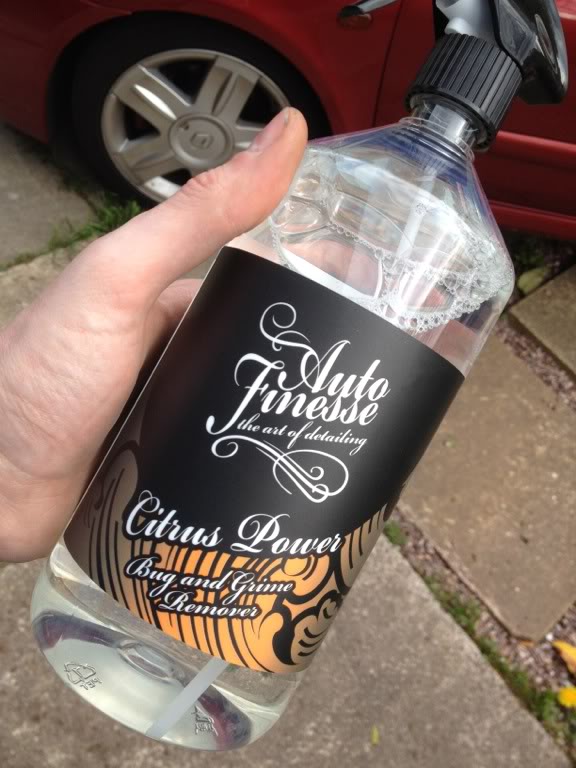 Auto
Finesse
the art of detailing
Citrus Power
Bug and Grime
Remover